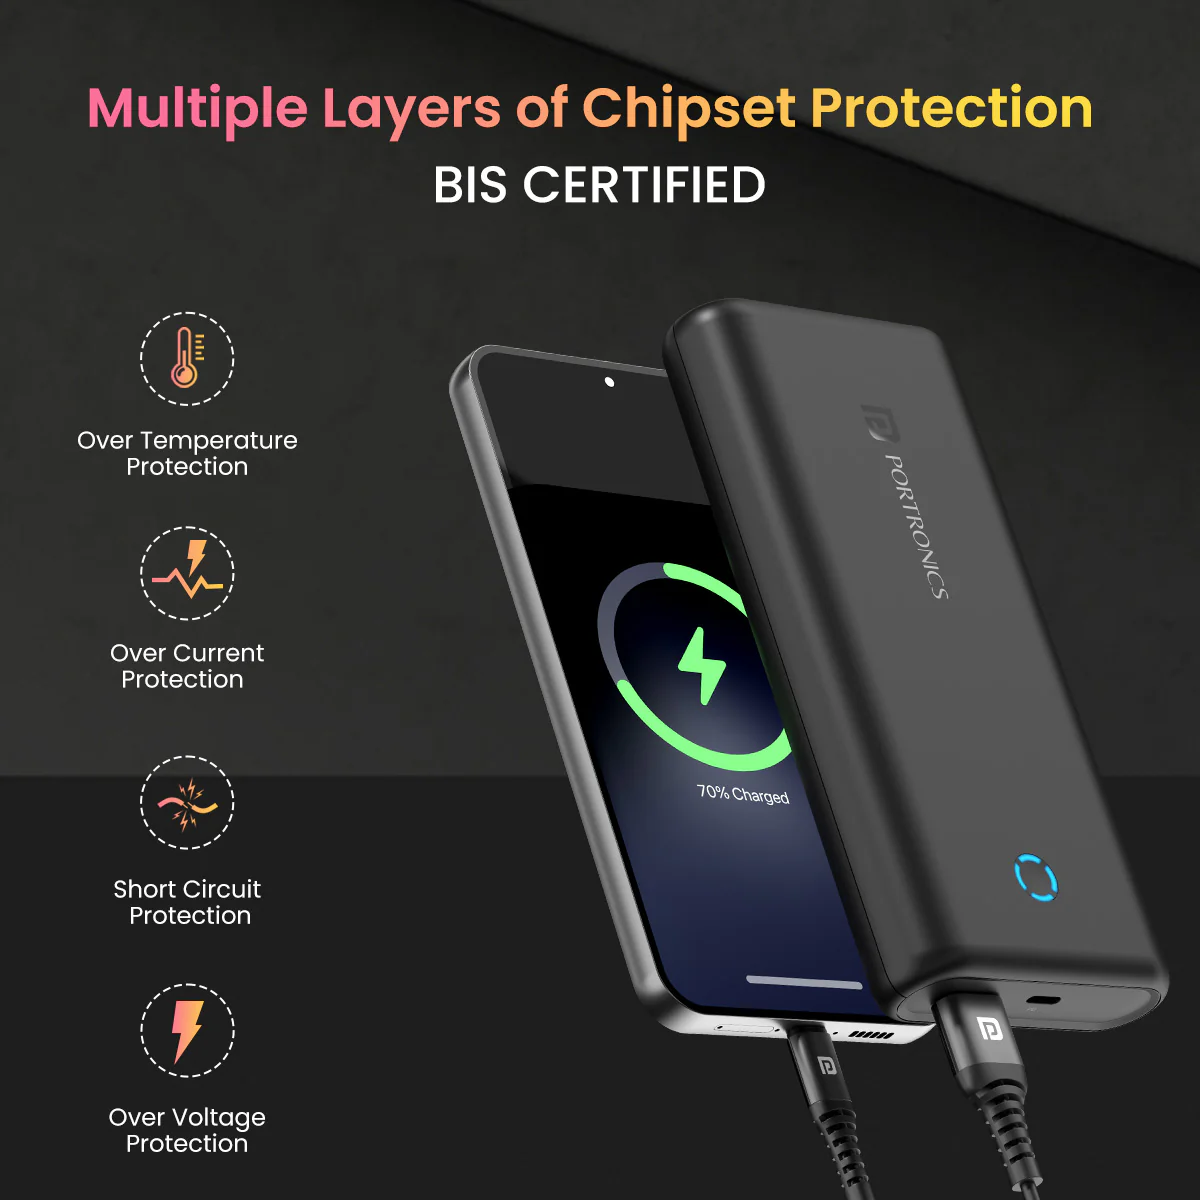 Multiple Layers of Chipset Protection
BIS CERTIFIED
Over Temperature
Protection
Over Current
Protection
Short Circuit
Protection
Over Voltage
Protection
70% Charged
PORTRONICS